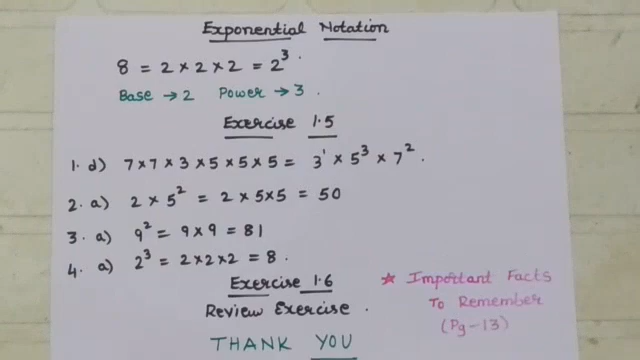 Exponential Notation
8 = 2 × 2 × 2 = 2³.
Base → 2 Power → 3
Exercise 1.5
1. d) 7×7×3×5×5×5 = 3¹ × 5³ × 7².
2. a) 2 × 5² = 2 × 5×5 = 50
3. a) 9² = 9 × 9 = 81
4. a) 2³ = 2×2×2 = 8.
Exercise 1.6
Review Exercise.
* Important Facts
To Remember
(Pg-13)
THANK YOU